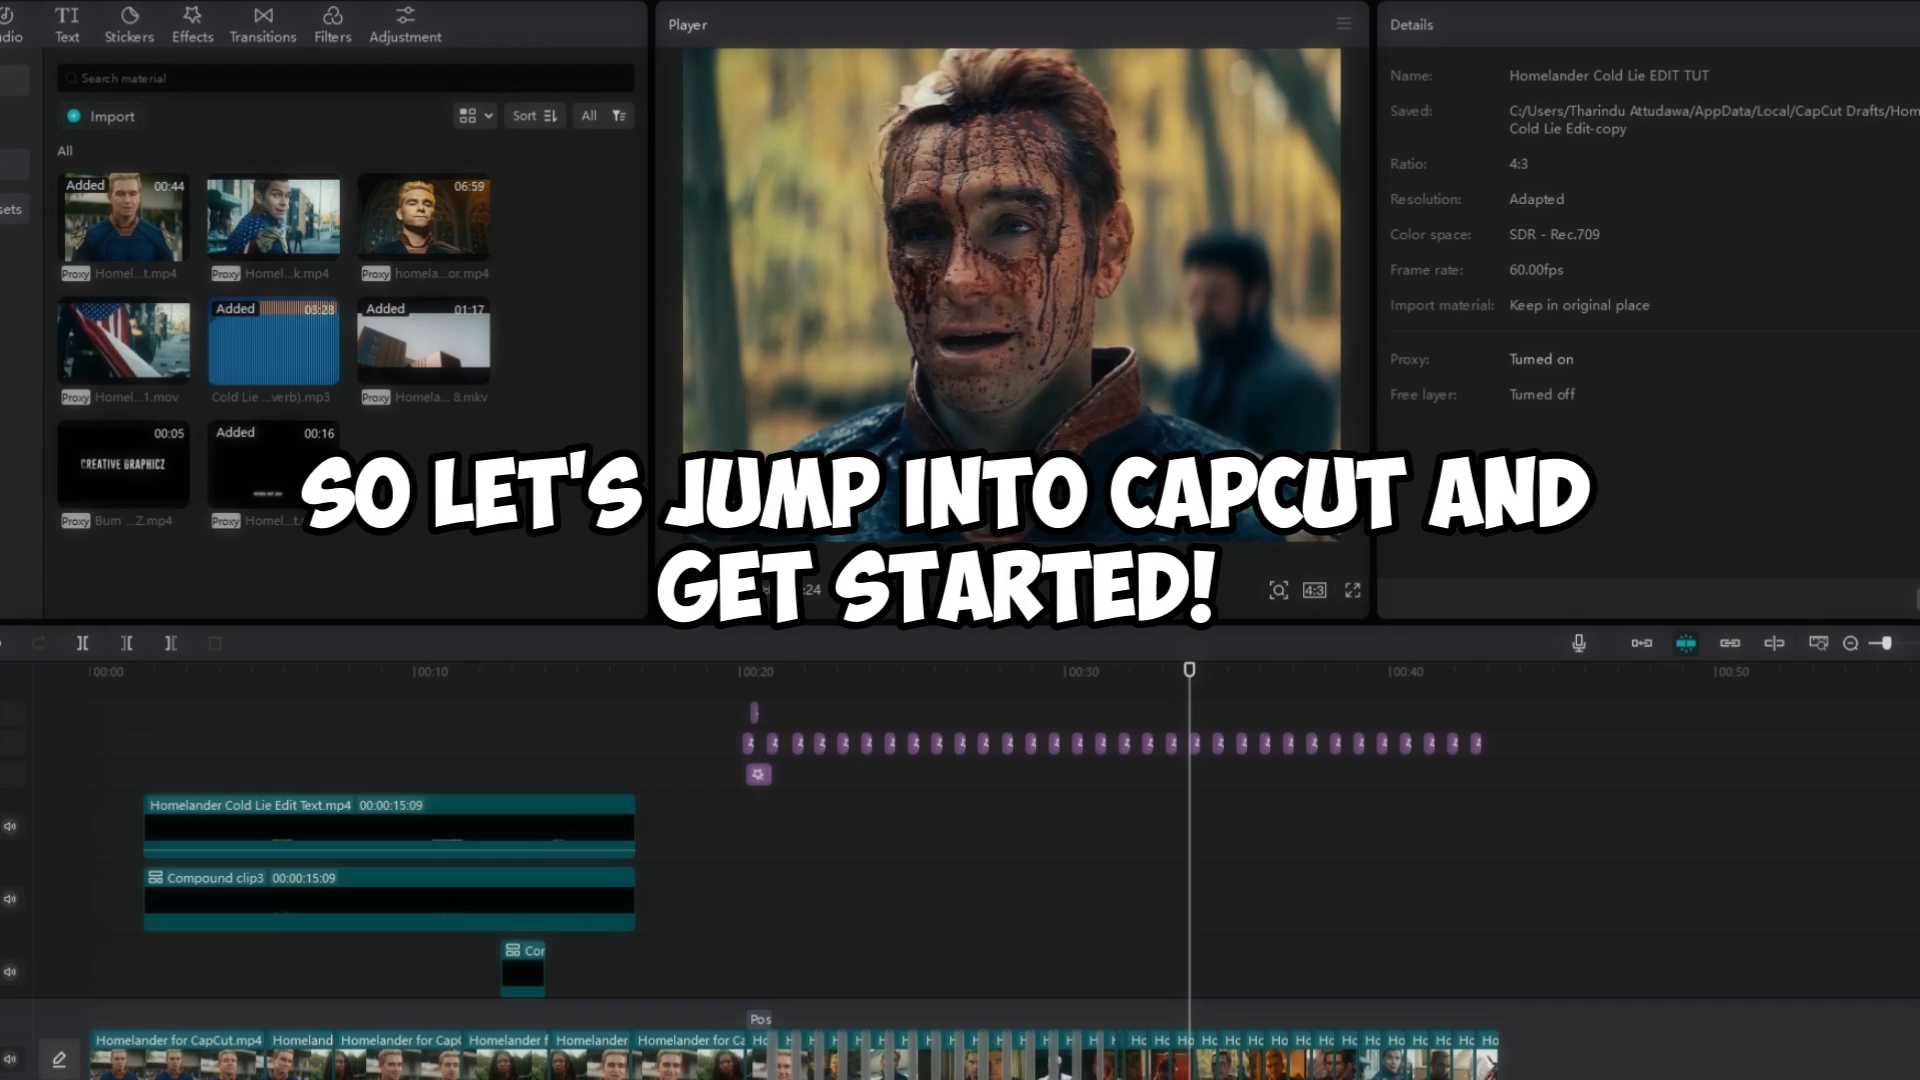 Text
Stickers
Effects
Transitions
Filters
Adjustment
Search material
Import
Sort
All
All
Added 00:44
06:59
Proxy Homel...t.mp4
Proxy Homel...k.mp4
Proxy homela...or.mp4
Added 03:28
Added 01:17
Proxy Homel...1.mov
Cold Lie ...verb).mp3
Proxy Homela... 8.mkv
00:05
CREATIVE GRAPHICZ
Added 00:16
Proxy Burn ...Z.mp4
Proxy Homel...t.
Player
:24
4:3
Details
Name: Homelander Cold Lie EDIT TUT
Saved: C:/Users/Tharindu Attudawa/AppData/Local/CapCut Drafts/Hom
Cold Lie Edit-copy
Ratio: 4:3
Resolution: Adapted
Color space: SDR - Rec.709
Frame rate: 60.00fps
Import material: Keep in original place
Proxy: Turned on
Free layer: Turned off
SO LET'S JUMP INTO CAPCUT AND
GET STARTED!
00:00
00:10
00:20
00:30
00:40
00:50
Homelander Cold Lie Edit Text.mp4 00:00:15:09
Compound clip3 00:00:15:09
Cor
Pos
Homelander for CapCut.mp4
Homeland
Homelander for CapC
Homelander f
Homelander
Homelander for Ca